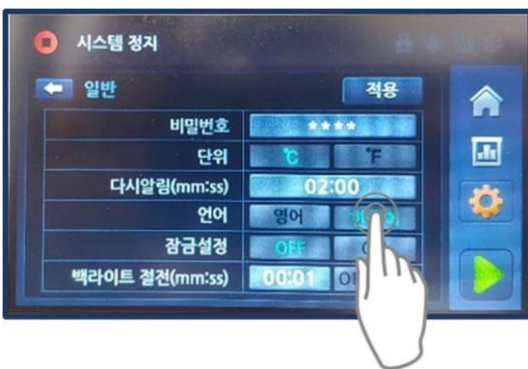 시스템 정지
일반 적용
비밀번호 ****
단위 ℃ ℉
다시알림(mm:ss) 02:00
언어 영어
잠금설정 OFF
백라이트 절전(mm:ss) 00:01